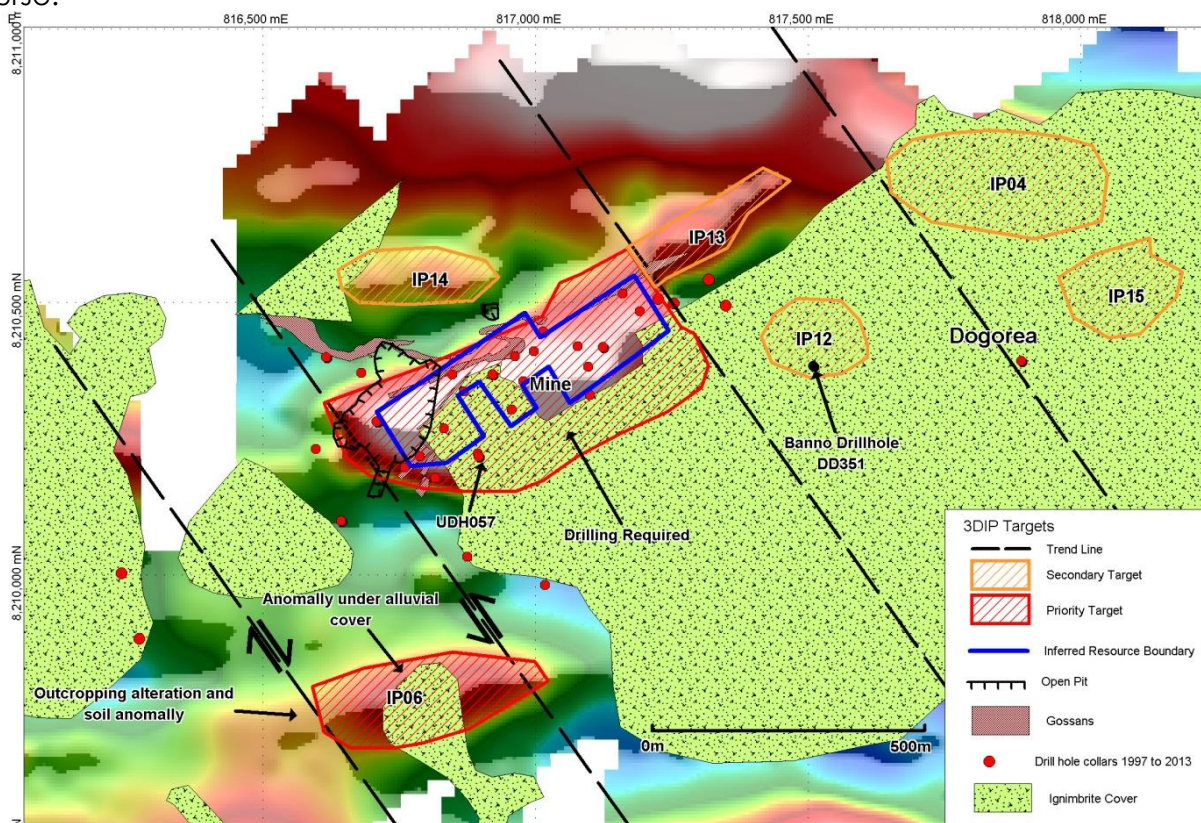 816,500 mE
817,000 mE
817,500 mE
818,000 mE
8,211,000 mN
8,210,500 mN
8,210,000 mN
IP04
IP13
IP14
IP15
IP12
Dogorea
Mine
Banno Drillhole
DD351
UDH057
Drilling Required
Anomally under alluvial
cover
IP06
Outcropping alteration and
soil anomally
0m
500m
3DIP Targets
Trend Line
Secondary Target
Priority Target
Inferred Resource Boundary
Open Pit
Gossans
Drill hole collars 1997 to 2013
Ignimbrite Cover